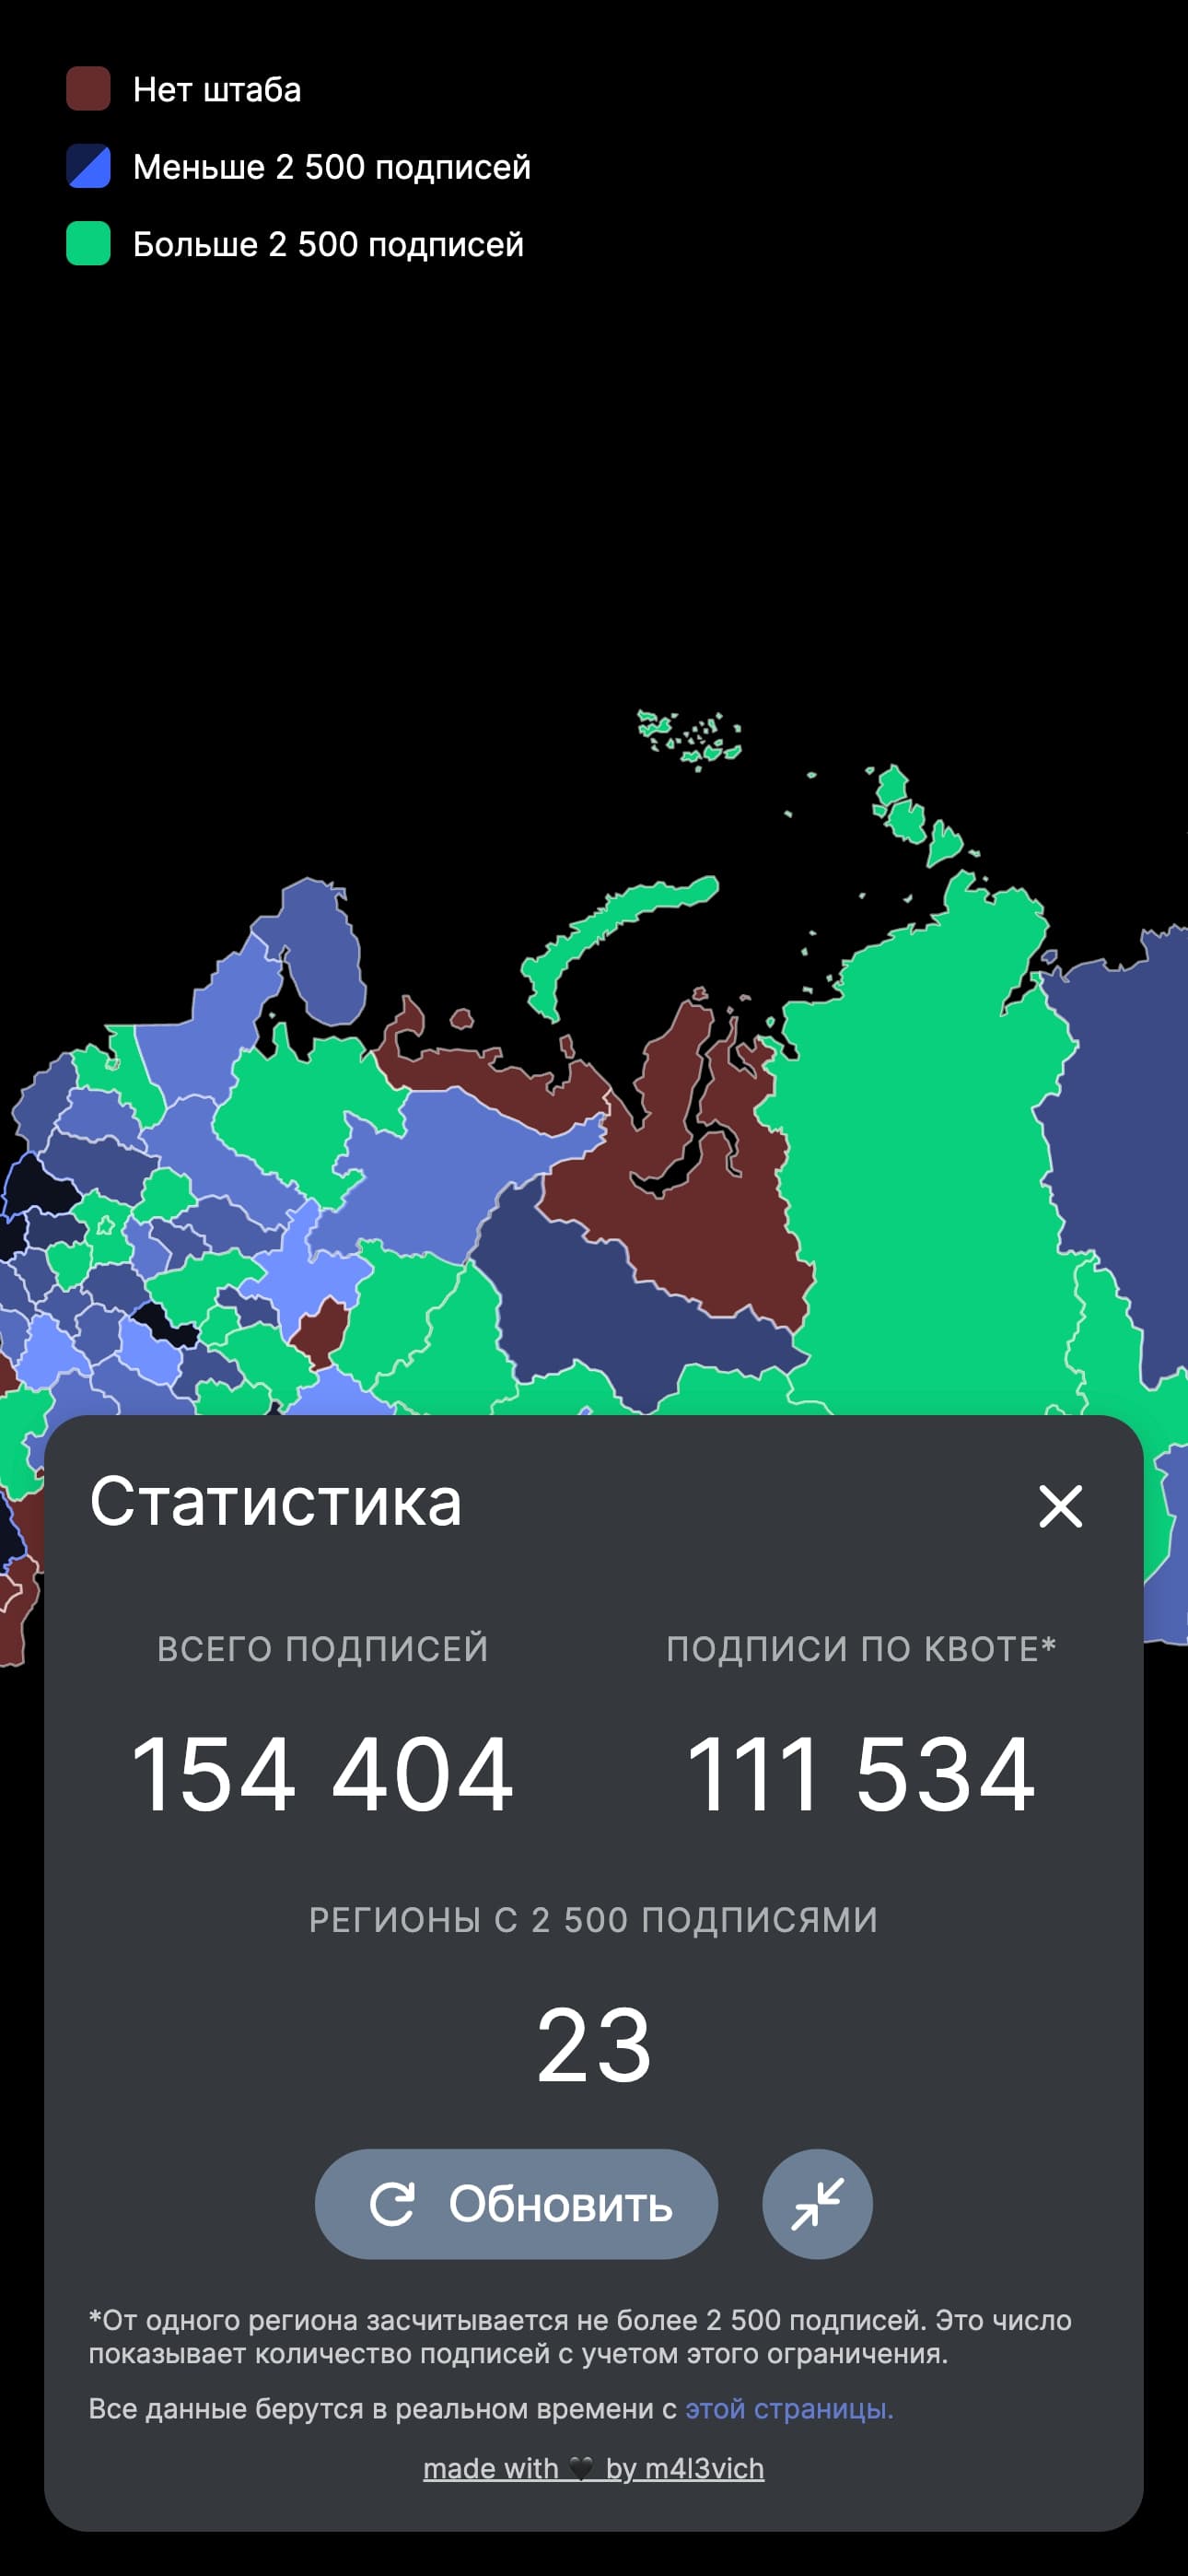 Нет штаба
Меньше 2 500 подписей
Больше 2 500 подписей
Статистика
ВСЕГО ПОДПИСЕЙ
ПОДПИСИ ПО КВОТЕ*
154 404
111 534
РЕГИОНЫ С 2 500 ПОДПИСЯМИ
23
Обновить
*От одного региона засчитывается не более 2 500 подписей. Это число
показывает количество подписей с учетом этого ограничения.
Все данные берутся в реальном времени с этой страницы.
made with 🖤 by m4l3vich